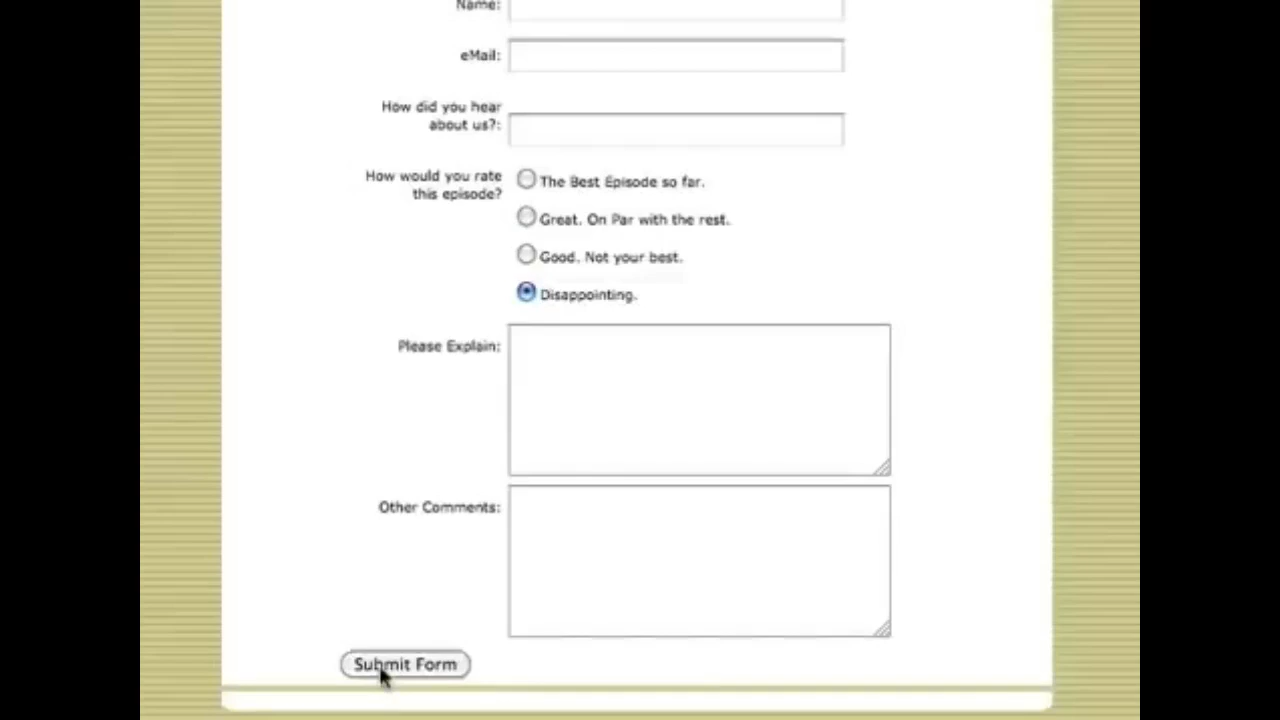 Name:
eMail:
How did you hear
about us?:
How would you rate
this episode?
The Best Episode so far.
Great. On Par with the rest.
Good. Not your best.
Disappointing.
Please Explain:
Other Comments:
Submit Form